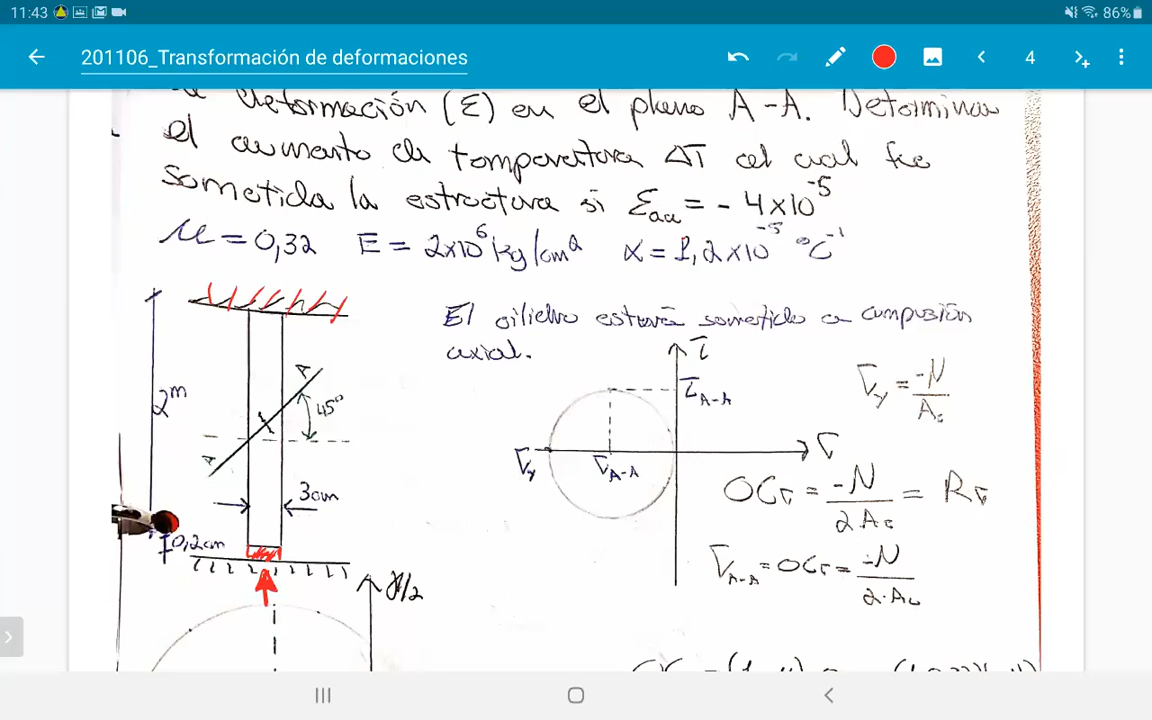 11:43
86%
201106_Transformación de deformaciones
4
deformación (ε) en el plano A-A. Determinar
el aumento de temperatura ΔT al cual fue
sometida la estructura si εaa = -4x10^-5
μ = 0,32 E = 2x10^6 kg/cm² α = 1,2x10^-5 °C^-1
El cilindro estará sometido a compresión
axial.
τ
τA-A
σy = -N/Ac
2m
A
45°
A
σy
σA-A
σ
3cm
OCσ = -N/2Ac = Rσ
0,2cm
σA-A = OCσ = -N/2·Ac
γ/2